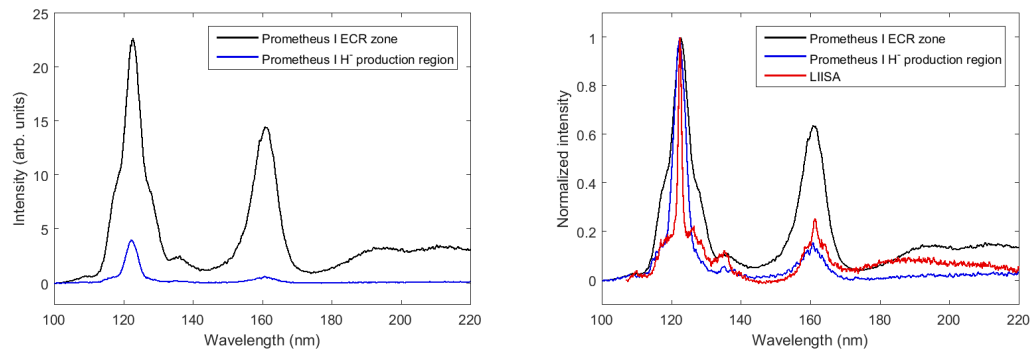 25
20
15
10
5
0
Intensity (arb. units)
Prometheus I ECR zone
Prometheus I H⁻ production region
100 120 140 160 180 200 220
Wavelength (nm)
1
0.8
0.6
0.4
0.2
0
Normalized intensity
Prometheus I ECR zone
Prometheus I H⁻ production region
LIISA
100 120 140 160 180 200 220
Wavelength (nm)